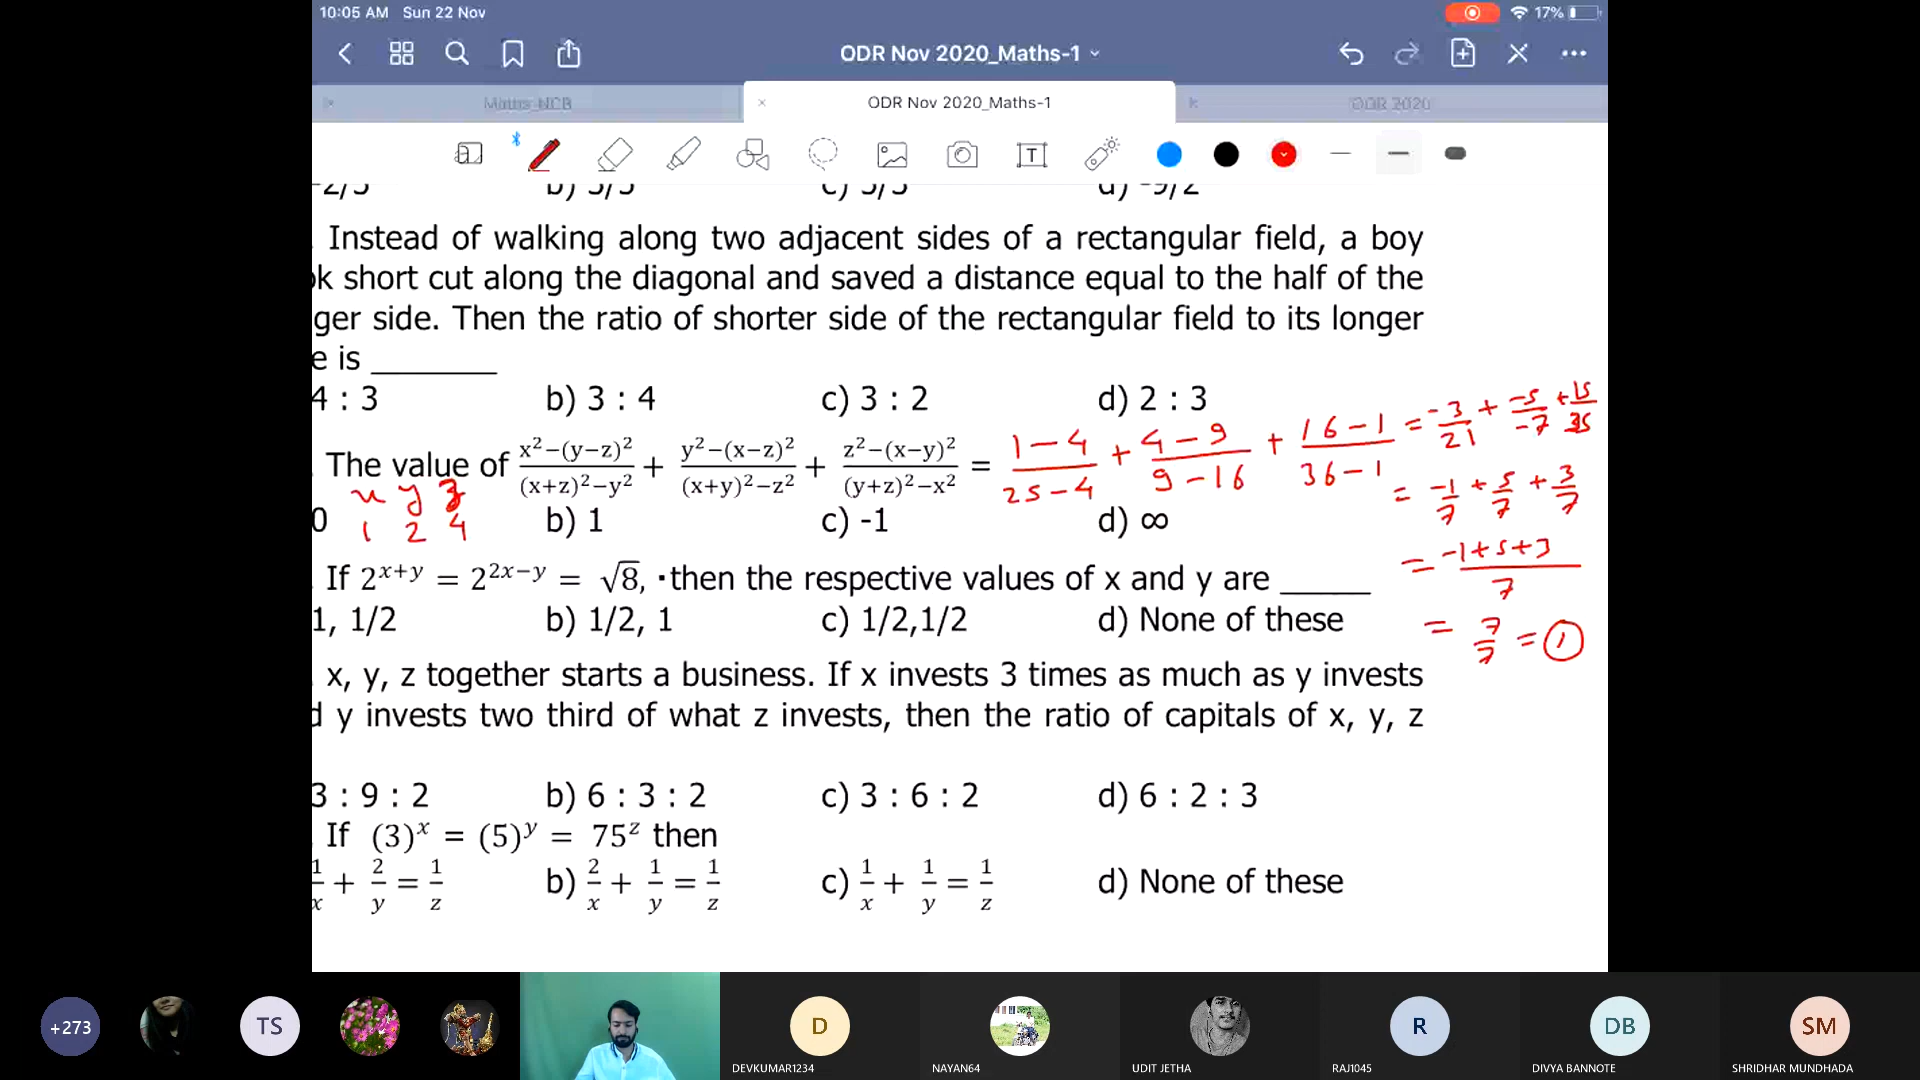 10:05 AM Sun 22 Nov 17%
ODR Nov 2020_Maths-1
Maths_NCB ODR Nov 2020_Maths-1 ODR 2020
-2/5 b) 3/5 c) 5/3 d) -9/2
. Instead of walking along two adjacent sides of a rectangular field, a boy
ok short cut along the diagonal and saved a distance equal to the half of the
ger side. Then the ratio of shorter side of the rectangular field to its longer
e is ________
4 : 3 b) 3 : 4 c) 3 : 2 d) 2 : 3
. The value of (x²−(y−z)²)/((x+z)²−y²) + (y²−(x−z)²)/((x+y)²−z²) + (z²−(x−y)²)/((y+z)²−x²) = (1−4)/(25−4) + (4−9)/(9−16) + (16−1)/(36−1) = -3/21 + -5/-7 + 15/35
x y z
1 2 4
= -1/7 + 5/7 + 3/7
0 b) 1 c) -1 d) ∞
= (-1+5+3)/7
. If 2^(x+y) = 2^(2x−y) = √8, then the respective values of x and y are ______
1, 1/2 b) 1/2, 1 c) 1/2,1/2 d) None of these
= 7/7 = 1
. x, y, z together starts a business. If x invests 3 times as much as y invests
d y invests two third of what z invests, then the ratio of capitals of x, y, z
3 : 9 : 2 b) 6 : 3 : 2 c) 3 : 6 : 2 d) 6 : 2 : 3
. If (3)^x = (5)^y = 75^z then
1/x + 2/y = 1/z b) 2/x + 1/y = 1/z c) 1/x + 1/y = 1/z d) None of these
+273 TS D R DB SM
DEVKUMAR1234 NAYAN64 UDIT JETHA RAJ1045 DIVYA BANNOTE SHRIDHAR MUNDHADA